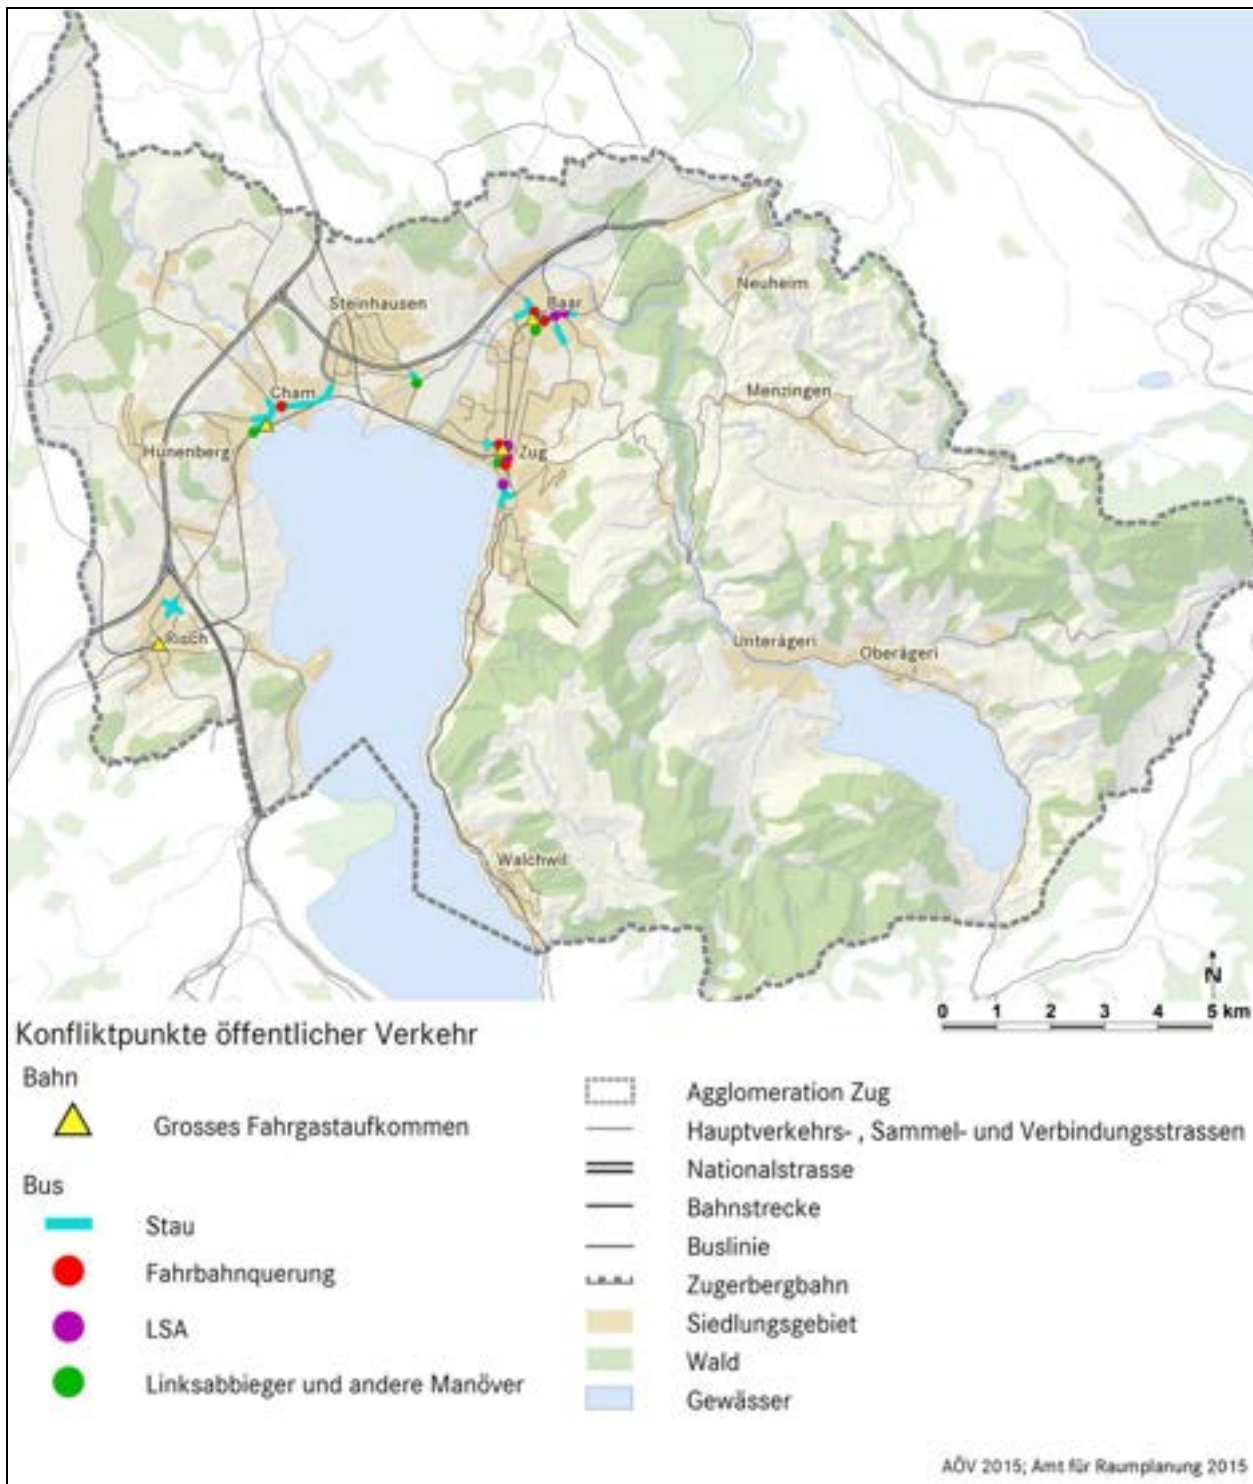 Steinhausen
Baar
Neuheim
Cham
Menzingen
Hünenberg
Zug
Risch
Unterägeri
Oberägeri
Walchwil
N
0 1 2 3 4 5 km
Konfliktpunkte öffentlicher Verkehr
Bahn
Grosses Fahrgastaufkommen
Bus
Stau
Fahrbahnquerung
LSA
Linksabbieger und andere Manöver
Agglomeration Zug
Hauptverkehrs- , Sammel- und Verbindungsstrassen
Nationalstrasse
Bahnstrecke
Buslinie
Zugerbergbahn
Siedlungsgebiet
Wald
Gewässer
AÖV 2015; Amt für Raumplanung 2015